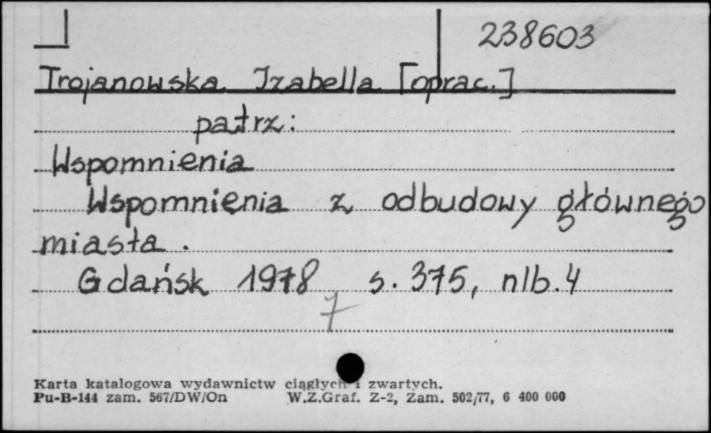 238603
Trojanowska Izabella [oprac.]
patrz:
Wspomnienia
Wspomnienia z odbudowy głównego
miasta.
Gdańsk 1978 s. 375, nlb. 4
7
Karta katalogowa wydawnictw ciągłych i zwartych.
Pu-B-144 zam. 567/DW/On W.Z.Graf. Z-2, Zam. 502/77, 6 400 000